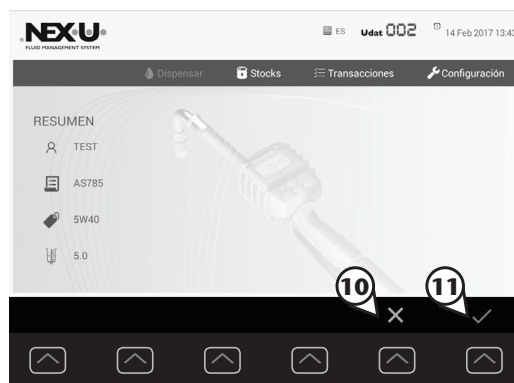 NEX·U·
FLUID MANAGEMENT SYSTEM
ES Udat 002 14 Feb 2017 13:43
Dispensar Stocks Transacciones Configuración
RESUMEN
TEST
AS785
5W40
5.0
10 11